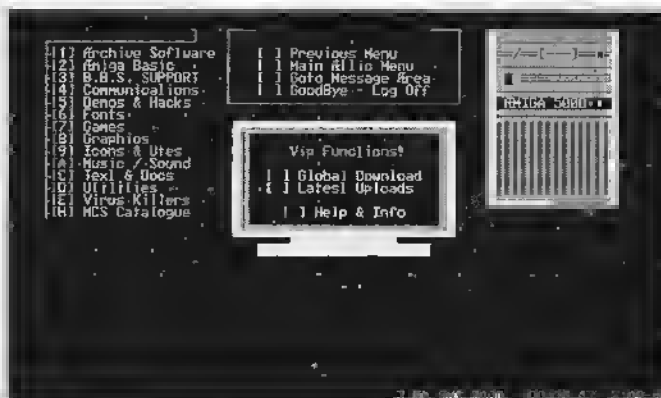 [1] Archive Software
[2] Amiga Basic
[3] B.B.S. SUPPORT
[4] Communications
[5] Demos & Hacks
[6] Fonts
[7] Games
[8] Graphics
[9] Icons & Utes
[A] Music / Sound
[C] Text & Docs
[D] Utilities
[E] Virus Killers
[H] MCS Catalogue
[ ] Previous Menu
[ ] Main Attic Menu
[ ] Goto Message Area
[ ] GoodBye - Log Off
Vip Functions!
[ ] Global Download
[ ] Latest Uploads
[ ] Help & Info
AMIGA 5000